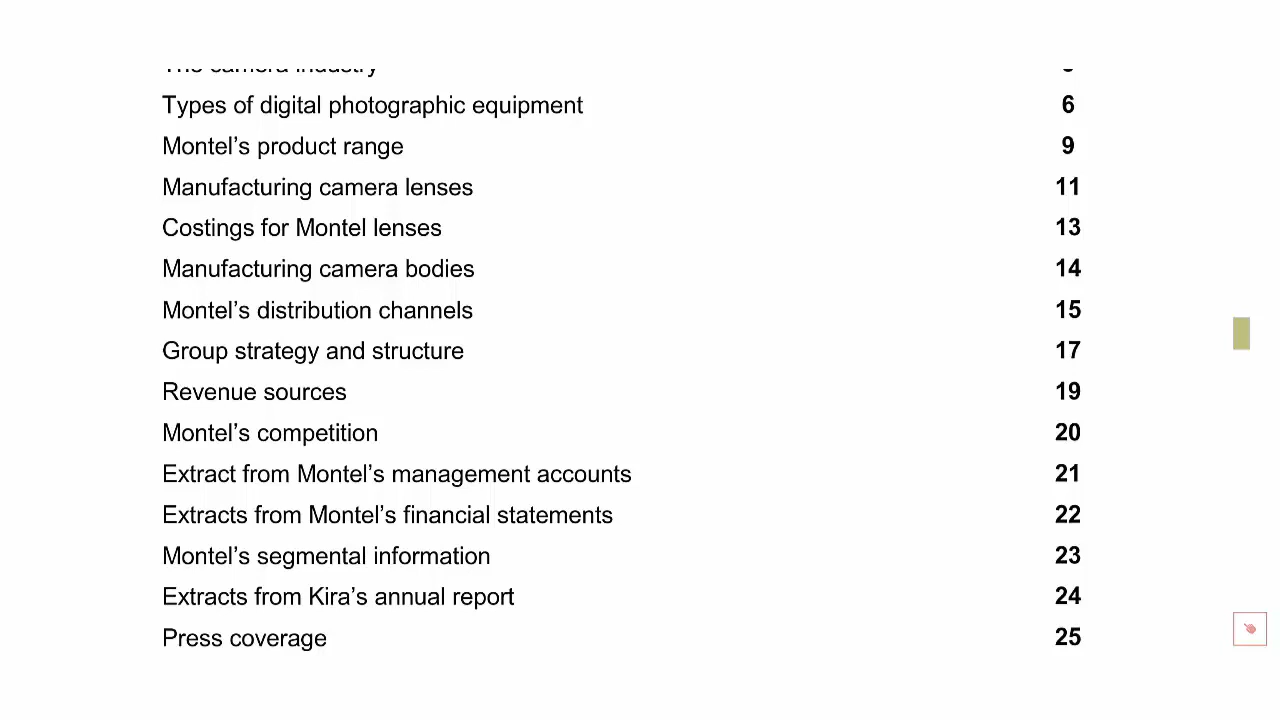 The camera industry
Types of digital photographic equipment 6
Montel’s product range 9
Manufacturing camera lenses 11
Costings for Montel lenses 13
Manufacturing camera bodies 14
Montel’s distribution channels 15
Group strategy and structure 17
Revenue sources 19
Montel’s competition 20
Extract from Montel’s management accounts 21
Extracts from Montel’s financial statements 22
Montel’s segmental information 23
Extracts from Kira’s annual report 24
Press coverage 25